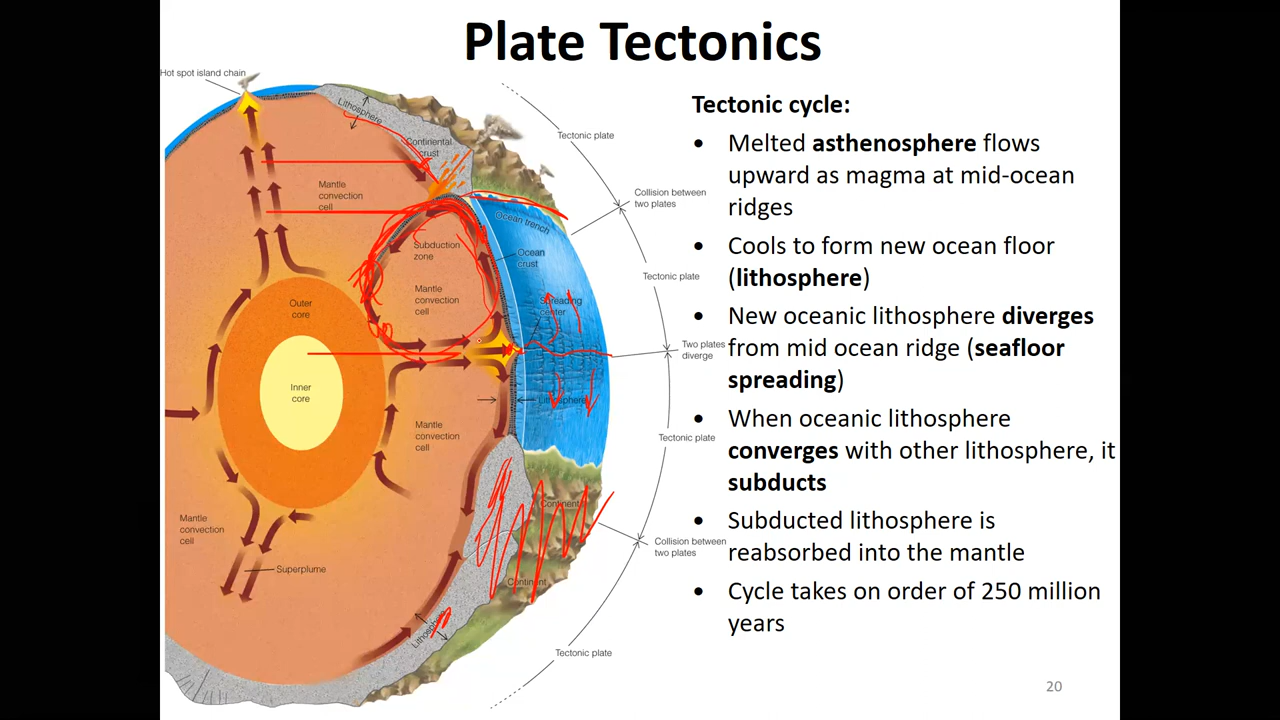 Plate Tectonics
Hot spot island chain
Lithosphere
Continental
crust
Tectonic plate
Mantle
convection
cell
Collision between
two plates
Ocean trench
Subduction
zone
Ocean
crust
Tectonic plate
Outer
core
Mantle
convection
cell
Spreading
center
Two plates
diverge
Inner
core
Lithosphere
Mantle
convection
cell
Tectonic plate
Continent
Mantle
convection
cell
Collision between
two plates
Superplume
Continent
Lithosphere
Tectonic plate
Tectonic cycle:
• Melted asthenosphere flows
upward as magma at mid-ocean
ridges
• Cools to form new ocean floor
(lithosphere)
• New oceanic lithosphere diverges
from mid ocean ridge (seafloor
spreading)
• When oceanic lithosphere
converges with other lithosphere, it
subducts
• Subducted lithosphere is
reabsorbed into the mantle
• Cycle takes on order of 250 million
years
20